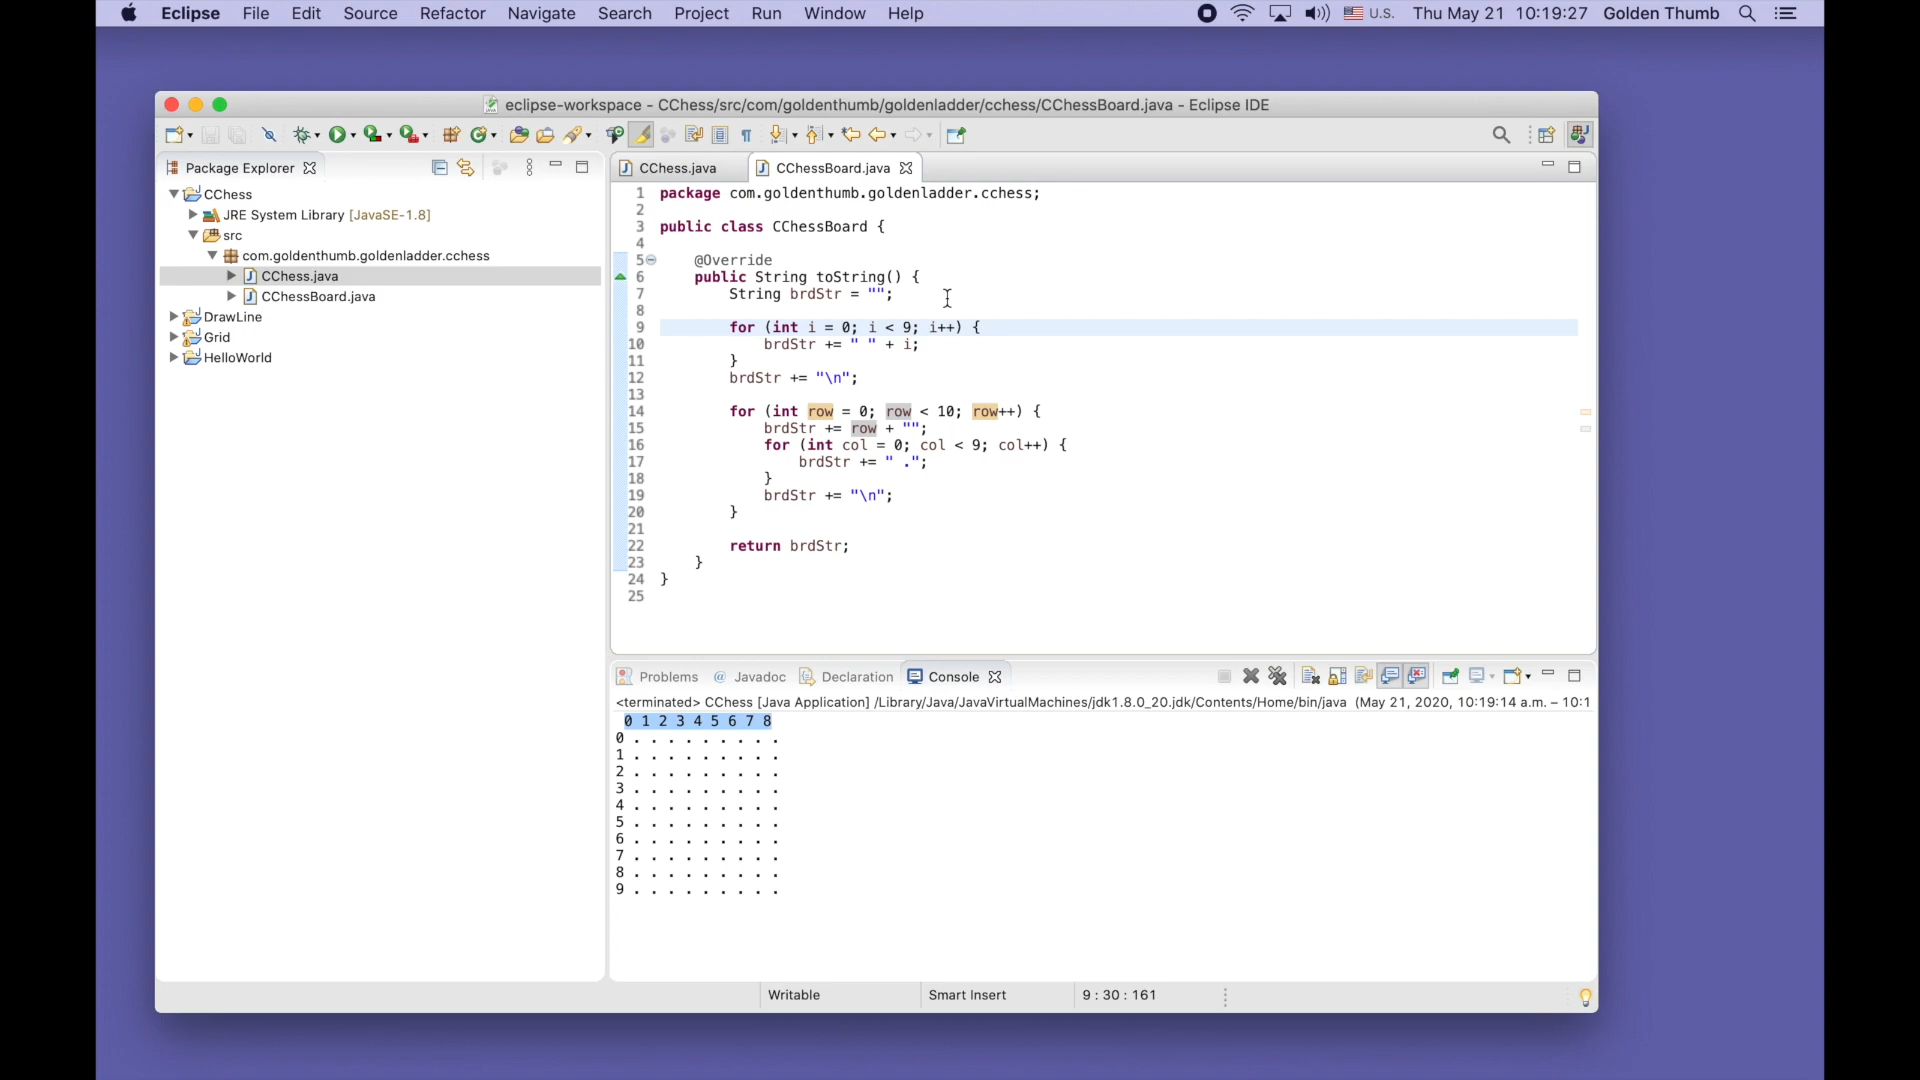 Eclipse File Edit Source Refactor Navigate Search Project Run Window Help U.S. Thu May 21 10:19:27 Golden Thumb
eclipse-workspace - CChess/src/com/goldenthumb/goldenladder/cchess/CChessBoard.java - Eclipse IDE
Package Explorer
CChess
JRE System Library [JavaSE-1.8]
src
com.goldenthumb.goldenladder.cchess
CChess.java
CChessBoard.java
DrawLine
Grid
HelloWorld
CChess.java CChessBoard.java
1 package com.goldenthumb.goldenladder.cchess;
2
3 public class CChessBoard {
4
5 @Override
6 public String toString() {
7 String brdStr = "";
8
9 for (int i = 0; i < 9; i++) {
10 brdStr += " " + i;
11 }
12 brdStr += "\n";
13
14 for (int row = 0; row < 10; row++) {
15 brdStr += row + "";
16 for (int col = 0; col < 9; col++) {
17 brdStr += " .";
18 }
19 brdStr += "\n";
20 }
21
22 return brdStr;
23 }
24 }
25
Problems @ Javadoc Declaration Console
<terminated> CChess [Java Application] /Library/Java/JavaVirtualMachines/jdk1.8.0_20.jdk/Contents/Home/bin/java (May 21, 2020, 10:19:14 a.m. – 10:1
0 1 2 3 4 5 6 7 8
0 . . . . . . . . .
1 . . . . . . . . .
2 . . . . . . . . .
3 . . . . . . . . .
4 . . . . . . . . .
5 . . . . . . . . .
6 . . . . . . . . .
7 . . . . . . . . .
8 . . . . . . . . .
9 . . . . . . . . .
Writable Smart Insert 9 : 30 : 161